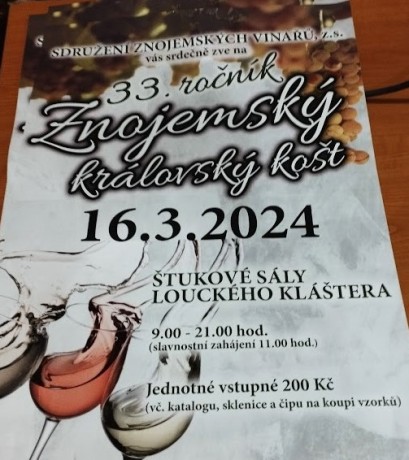 SDRUŽENÍ ZNOJEMSKÝCH VINAŘŮ, z.s.
vás srdečně zve na
33. ročník
Znojemský
královský košt
16.3.2024
ŠTUKOVÉ SÁLY
LOUCKÉHO KLÁŠTERA
9.00 - 21.00 hod.
(slavnostní zahájení 11.00 hod.)
Jednotné vstupné 200 Kč
(vč. katalogu, sklenice a čipu na koupi vzorků)